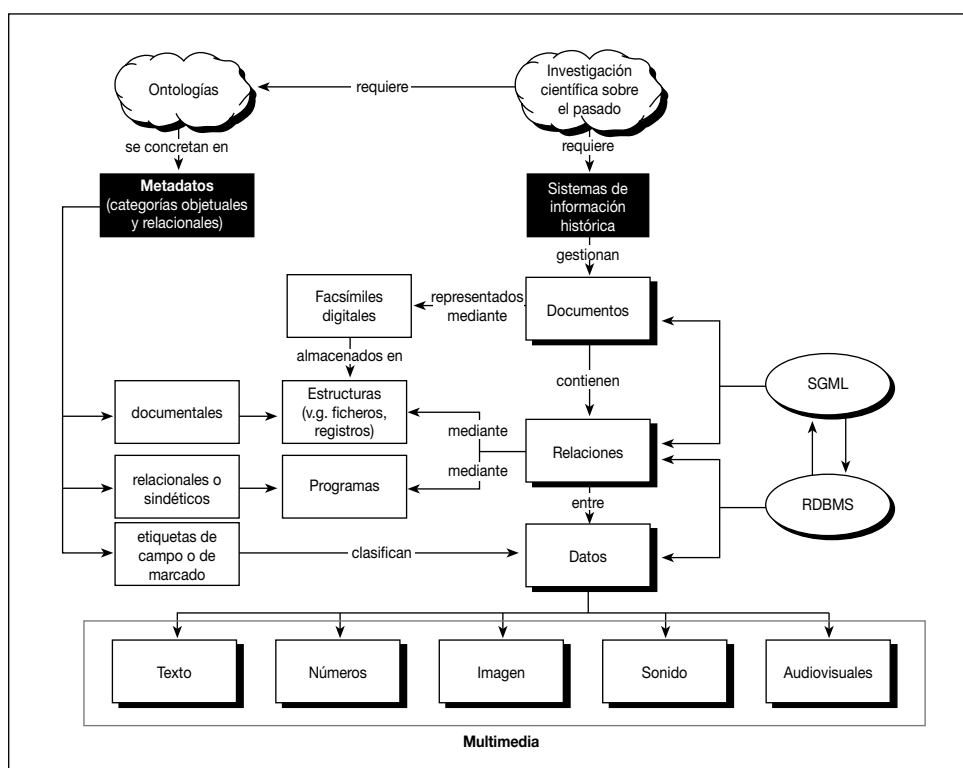 Ontologías
requiere
Investigación
científica sobre
el pasado
se concretan en
requiere
Metadatos
(categorías objetuales
y relacionales)
Sistemas de
información
histórica
gestionan
Facsímiles
digitales
representados
mediante
Documentos
almacenados en
contienen
SGML
documentales
Estructuras
(v.g. ficheros,
registros)
mediante
Relaciones
mediante
relacionales o
sindéticos
Programas
entre
RDBMS
etiquetas de
campo o de
marcado
clasifican
Datos
Texto
Números
Imagen
Sonido
Audiovisuales
Multimedia